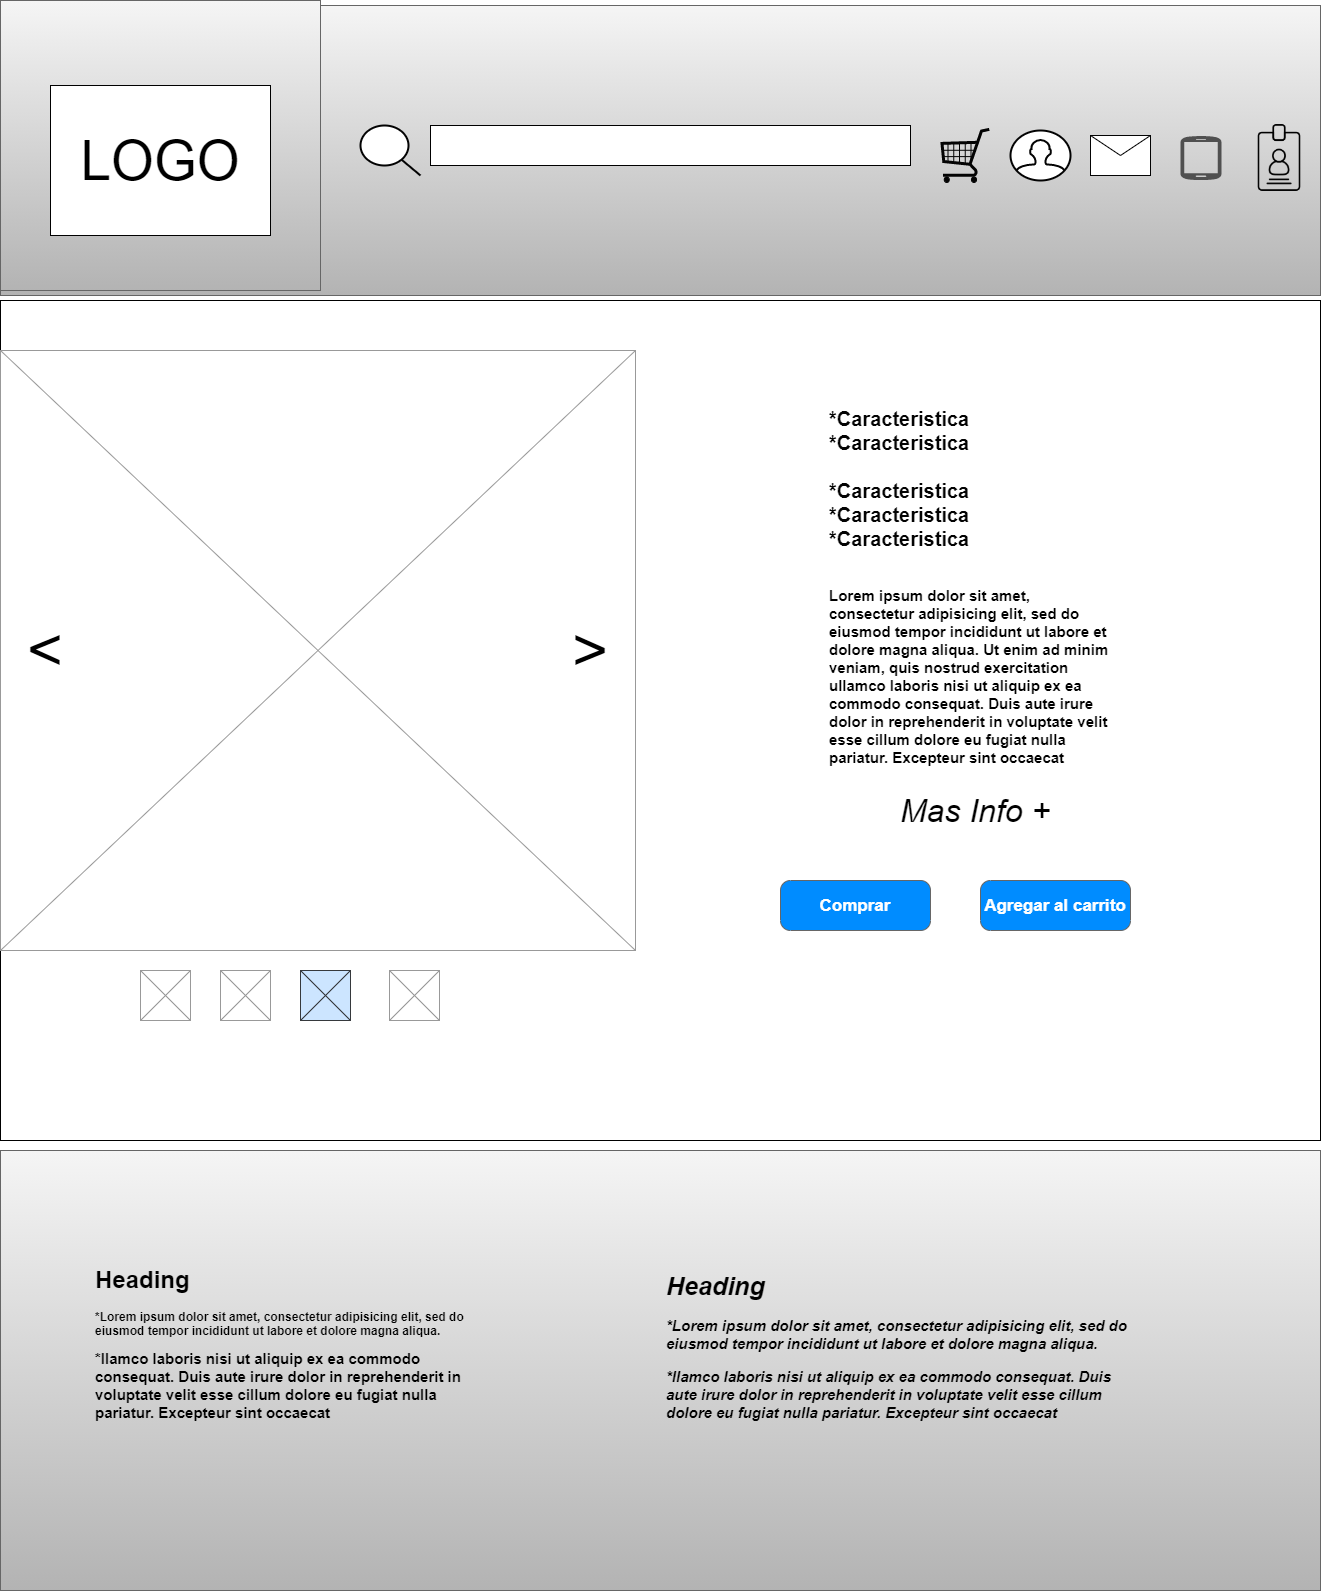 LOGO
*Caracteristica
*Caracteristica
*Caracteristica
*Caracteristica
*Caracteristica
Lorem ipsum dolor sit amet,
consectetur adipisicing elit, sed do
eiusmod tempor incididunt ut labore et
dolore magna aliqua. Ut enim ad minim
veniam, quis nostrud exercitation
ullamco laboris nisi ut aliquip ex ea
commodo consequat. Duis aute irure
dolor in reprehenderit in voluptate velit
esse cillum dolore eu fugiat nulla
pariatur. Excepteur sint occaecat
< >
Mas Info +
Comprar
Agregar al carrito
Heading
*Lorem ipsum dolor sit amet, consectetur adipisicing elit, sed do
eiusmod tempor incididunt ut labore et dolore magna aliqua.
*llamco laboris nisi ut aliquip ex ea commodo
consequat. Duis aute irure dolor in reprehenderit in
voluptate velit esse cillum dolore eu fugiat nulla
pariatur. Excepteur sint occaecat
Heading
*Lorem ipsum dolor sit amet, consectetur adipisicing elit, sed do
eiusmod tempor incididunt ut labore et dolore magna aliqua.
*llamco laboris nisi ut aliquip ex ea commodo consequat. Duis
aute irure dolor in reprehenderit in voluptate velit esse cillum
dolore eu fugiat nulla pariatur. Excepteur sint occaecat